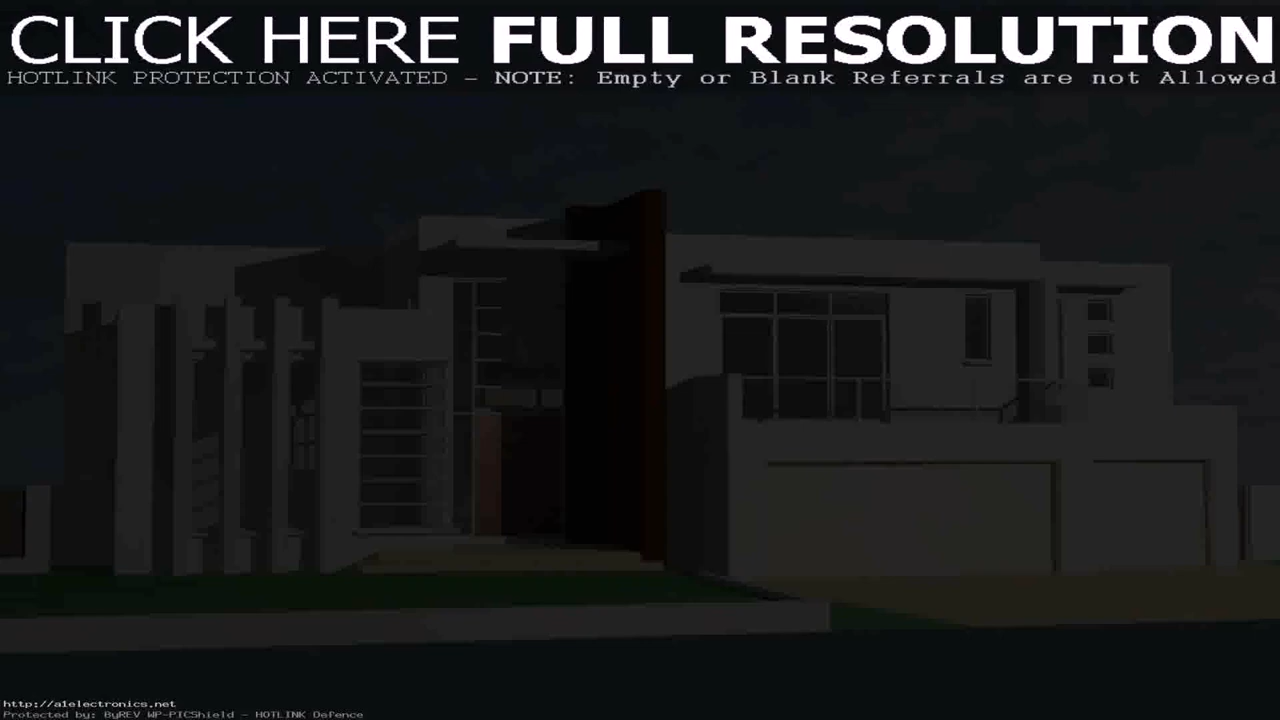 CLICK HERE FULL RESOLUTION
HOTLINK PROTECTION ACTIVATED - NOTE: Empty or Blank Referrals are not Allowed
http://a1electronics.net
Protected by: ByREV WP-PICShield - HOTLINK Defence